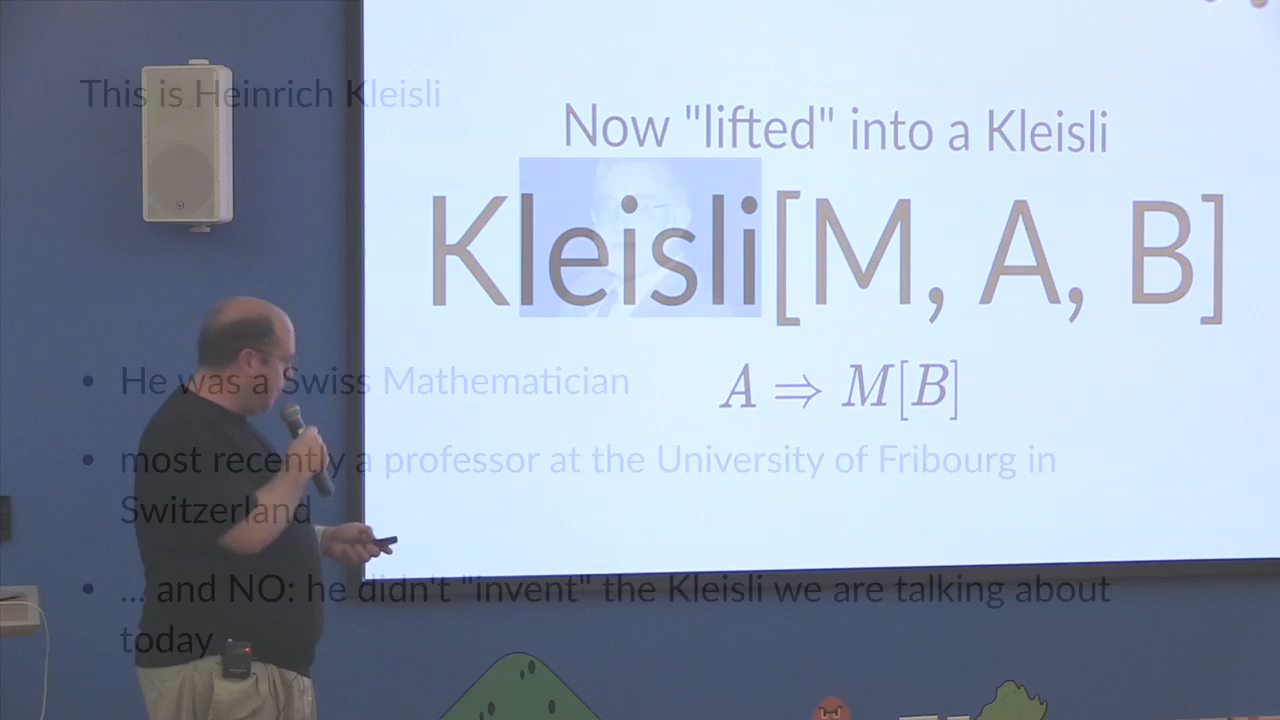 This is Heinrich Kleisli
Now "lifted" into a Kleisli
Kleisli[M, A, B]
A ⇒ M[B]
• He was a Swiss Mathematician
• most recently a professor at the University of Fribourg in
Switzerland
• ... and NO: he didn't "invent" the Kleisli we are talking about
today